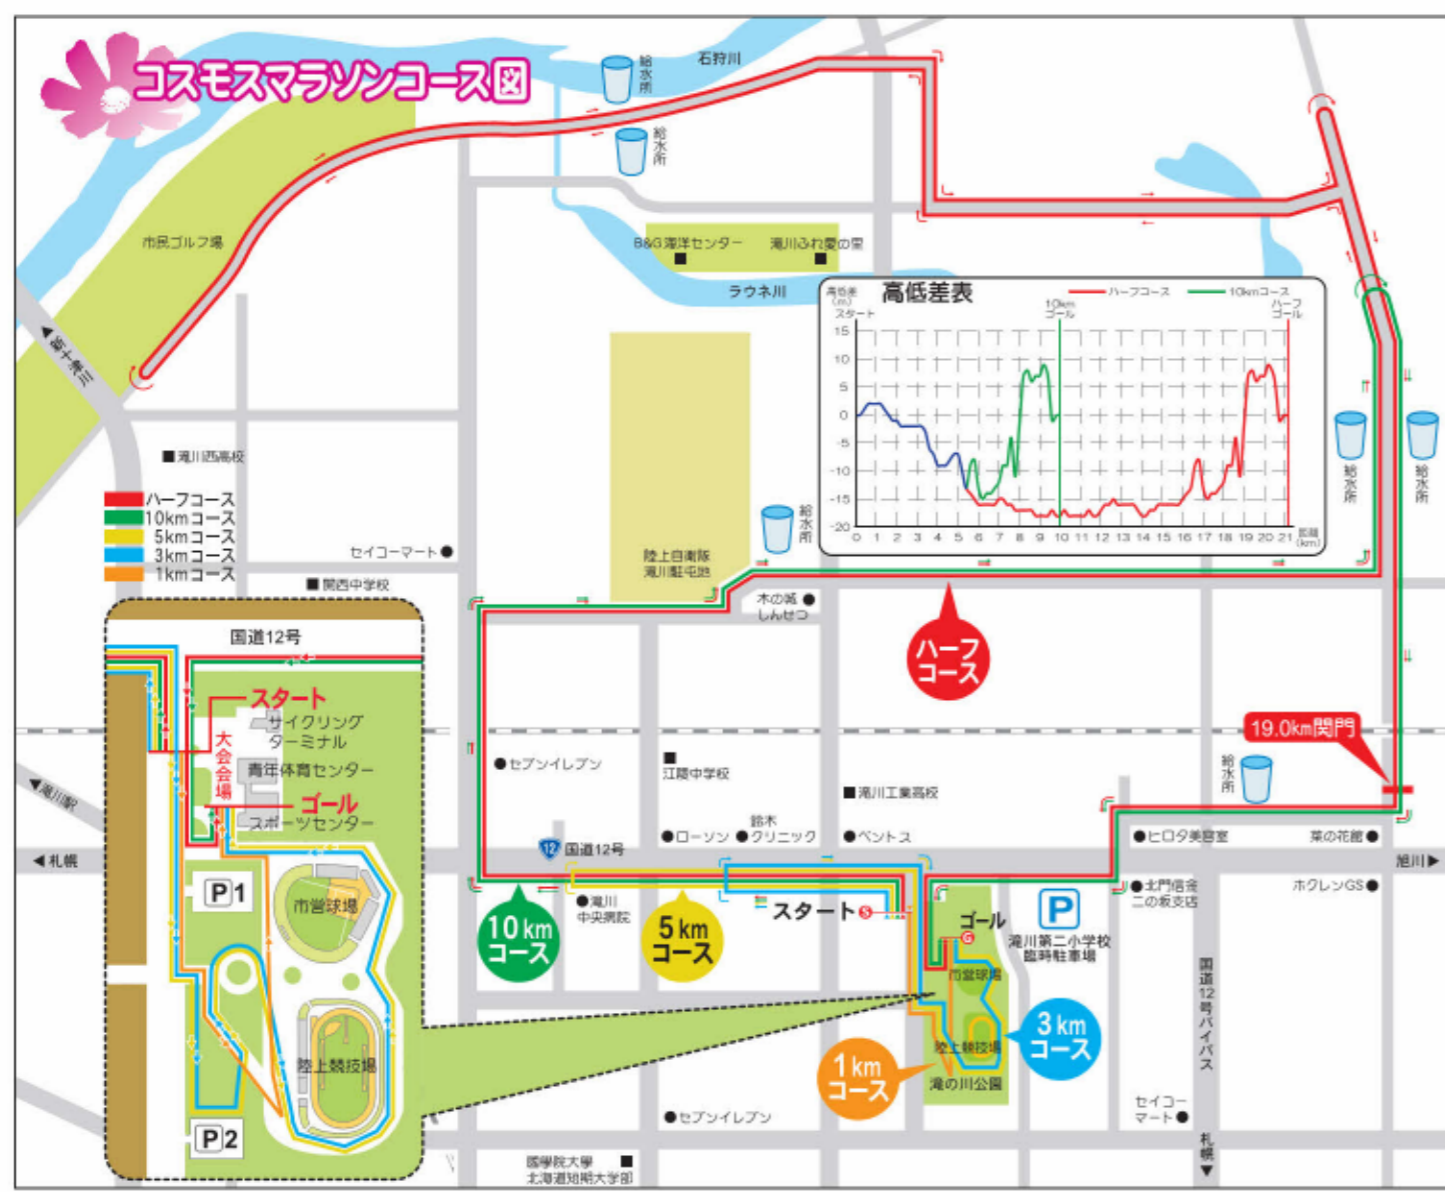 コスモスマラソンコース図
石狩川
給水所
給水所
市民ゴルフ場
B&G海洋センター
滝川ふれ愛の里
ラウネ川
▲新十津川
高低差表
ハーフコース
10kmコース
高低差
(m)
スタート
10km
ゴール
ハーフ
ゴール
15
10
5
0
-5
-10
-15
-20
0 1 2 3 4 5 6 7 8 9 10 11 12 13 14 15 16 17 18 19 20 21
距離
(km)
給水所
給水所
■滝川西高校
ハーフコース
10kmコース
5kmコース
3kmコース
1kmコース
セイコーマート●
■開西中学校
陸上自衛隊
滝川駐屯地
給水所
木の城●
しんせつ
ハーフ
コース
国道12号
スタート
サイクリング
ターミナル
大会会場
青年体育センター
ゴール
スポーツセンター
P1
市営球場
陸上競技場
P2
◀滝川駅
◀札幌
●セブンイレブン
■
江陵中学校
■滝川工業高校
●ローソン
鈴木
●クリニック
●ベントス
12 国道12号
19.0km関門
給水所
●ヒロタ美容室
菜の花館●
旭川▶
ホクレンGS●
●北門信金
二の坂支店
10km
コース
●滝川
中央病院
5km
コース
スタート
S
ゴール
G
P
滝川第二小学校
臨時駐車場
市営球場
陸上競技場
滝の川公園
3km
コース
1km
コース
国道12号バイパス
札幌▼
セイコー
マート●
●セブンイレブン
國學院大學■
北海道短期大学部